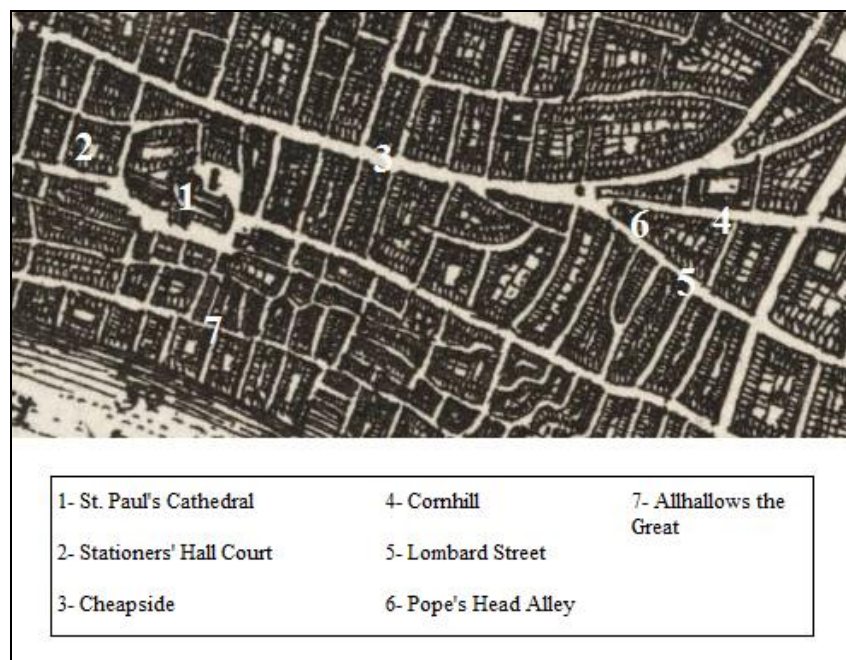 2
1
3
6
4
5
7
1- St. Paul's Cathedral
2- Stationers' Hall Court
3- Cheapside
4- Cornhill
5- Lombard Street
6- Pope's Head Alley
7- Allhallows the
Great